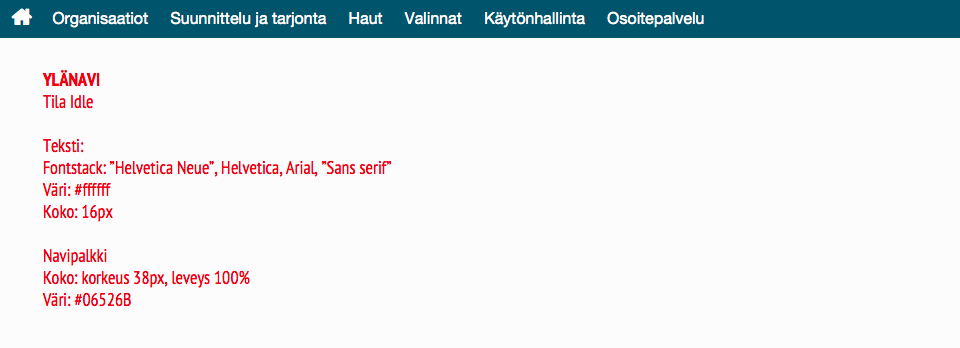 Organisaatiot Suunnittelu ja tarjonta Haut Valinnat Käytönhallinta Osoitepalvelu
YLÄNAVI
Tila Idle
Teksti:
Fontstack: ”Helvetica Neue”, Helvetica, Arial, ”Sans serif”
Väri: #ffffff
Koko: 16px
Navipalkki
Koko: korkeus 38px, leveys 100%
Väri: #06526B